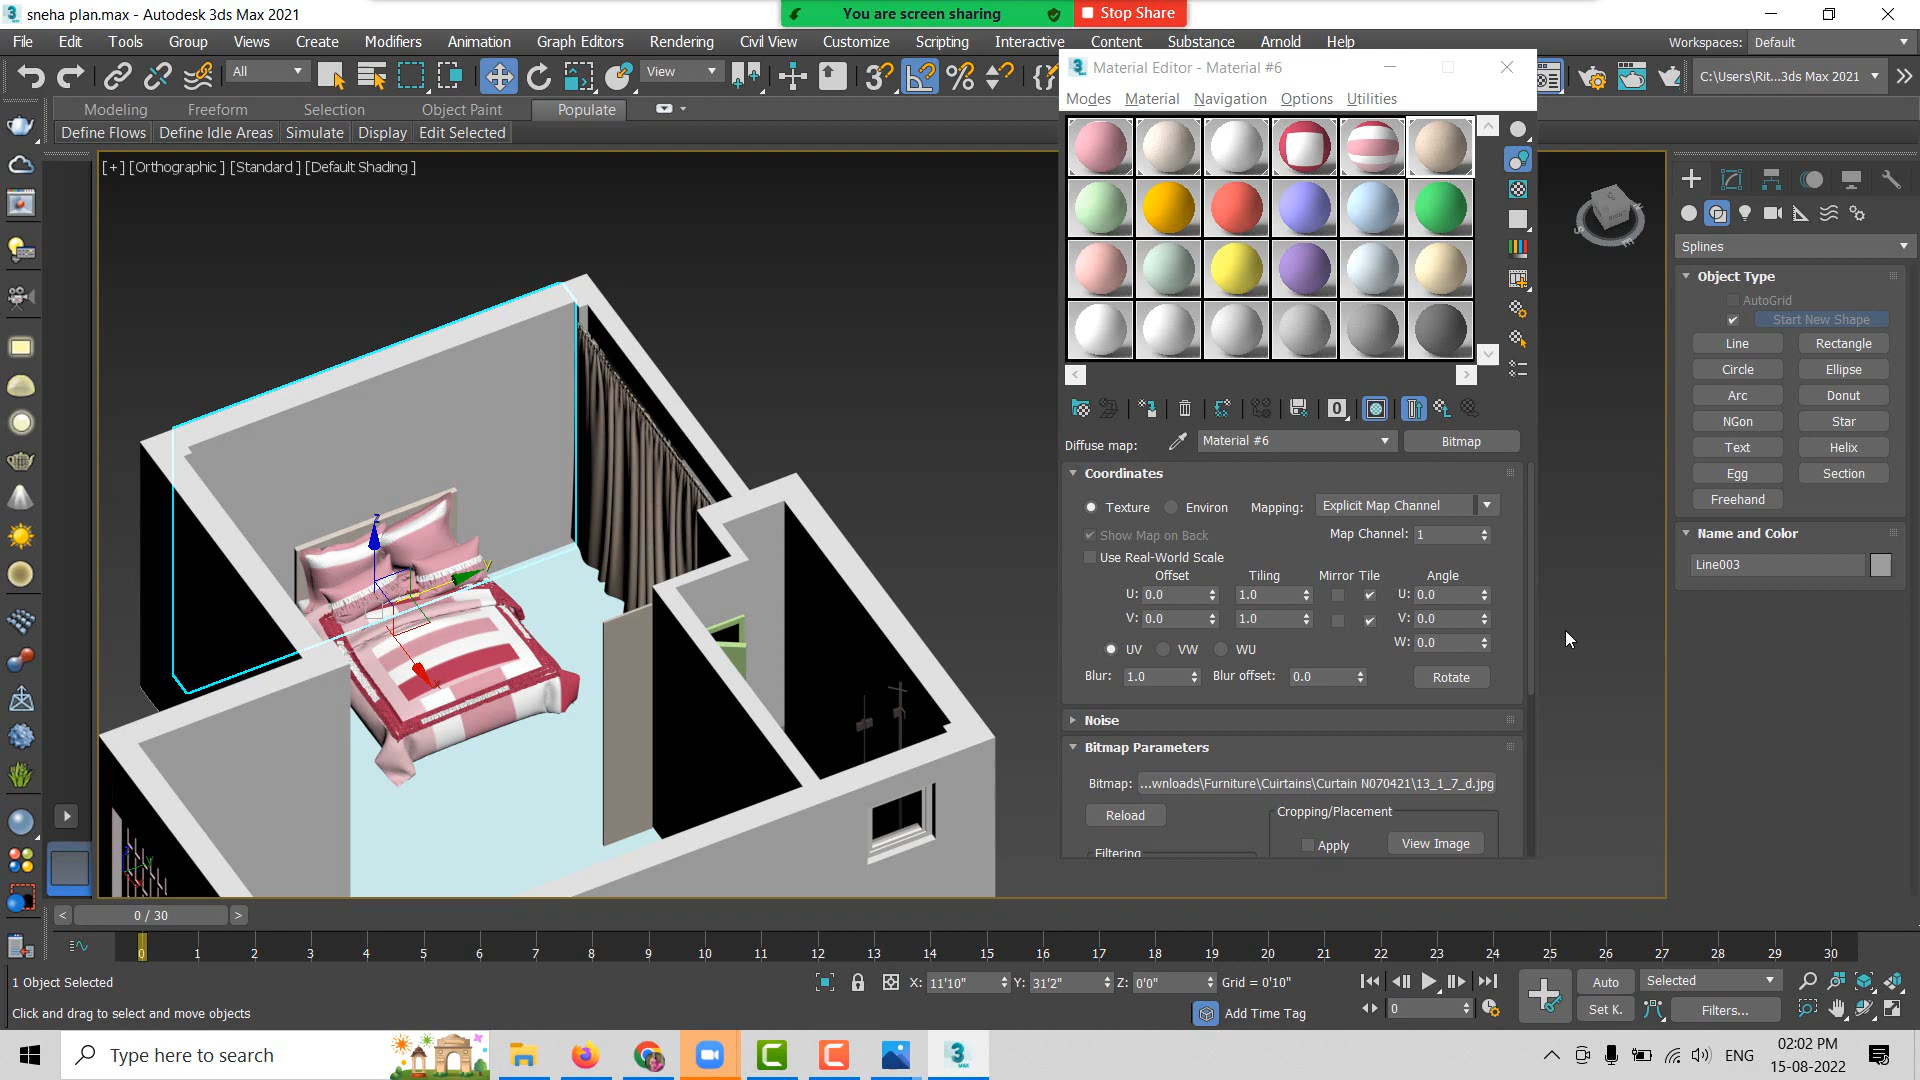 sneha plan.max - Autodesk 3ds Max 2021
You are screen sharing
Stop Share
File Edit Tools Group Views Create Modifiers Animation Graph Editors Rendering Civil View Customize Scripting Interactive Content Substance Arnold Help
Workspaces: Default
All
View
C:\Users\Rit...3ds Max 2021
Modeling Freeform Selection Object Paint Populate
Define Flows Define Idle Areas Simulate Display Edit Selected
[+] [Orthographic ] [Standard ] [Default Shading ]
Material Editor - Material #6
Modes Material Navigation Options Utilities
Diffuse map: Material #6 Bitmap
Coordinates
Texture Environ Mapping: Explicit Map Channel
Show Map on Back Map Channel: 1
Use Real-World Scale
Offset Tiling Mirror Tile Angle
U: 0.0 1.0 U: 0.0
V: 0.0 1.0 V: 0.0
W: 0.0
UV VW WU
Blur: 1.0 Blur offset: 0.0 Rotate
Noise
Bitmap Parameters
Bitmap: ...wnloads\Furniture\Cuirtains\Curtain N070421\13_1_7_d.jpg
Reload
Cropping/Placement
Apply View Image
Filtering
Splines
Object Type
AutoGrid
Start New Shape
Line Rectangle
Circle Ellipse
Arc Donut
NGon Star
Text Helix
Egg Section
Freehand
Name and Color
Line003
0 / 30
0 1 2 3 4 5 6 7 8 9 10 11 12 13 14 15 16 17 18 19 20 21 22 23 24 25 26 27 28 29 30
1 Object Selected
X: 11'10" Y: 31'2" Z: 0'0" Grid = 0'10"
Auto Selected
Click and drag to select and move objects
Add Time Tag
0
Set K. Filters...
Type here to search
ENG
02:02 PM
15-08-2022